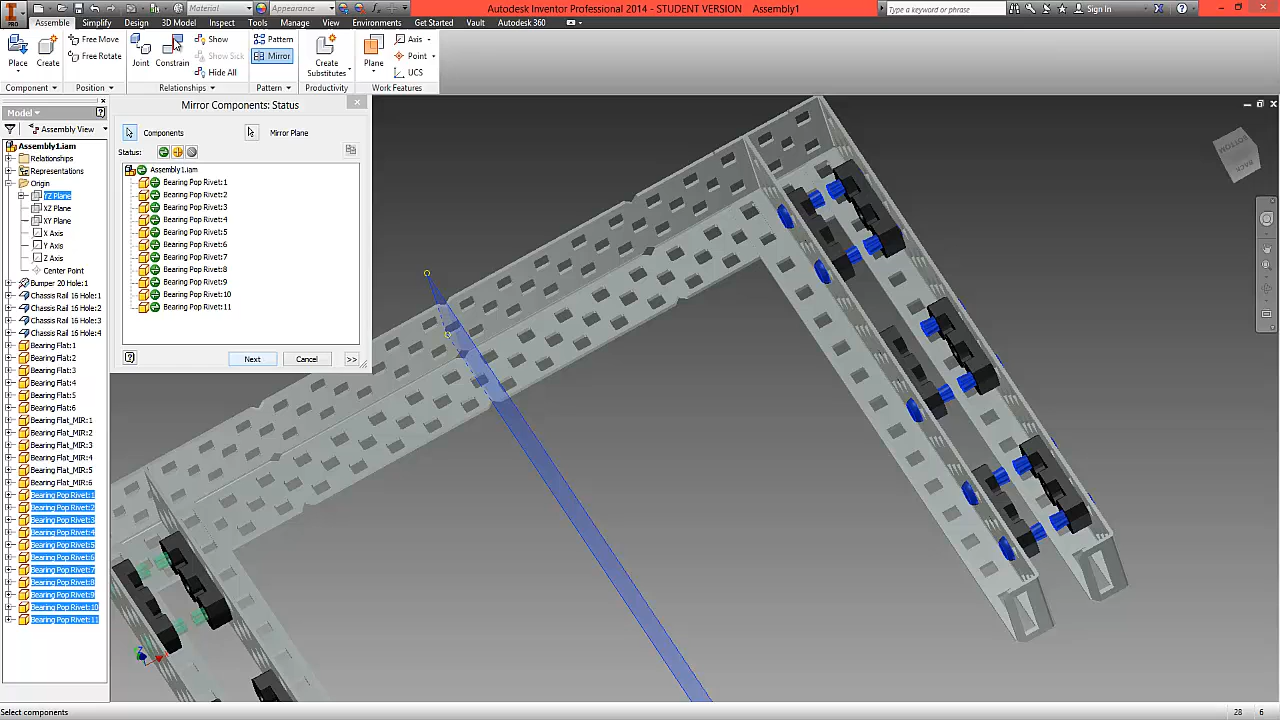 Autodesk Inventor Professional 2014 - STUDENT VERSION Assembly1
Material
Appearance
Type a keyword or phrase
Sign In
PRO
Assemble Simplify Design 3D Model Inspect Tools Manage View Environments Get Started Vault Autodesk 360
Place
Create
Free Move
Free Rotate
Joint
Constrain
Show
Show Sick
Hide All
Pattern
Mirror
Create
Substitutes
Plane
Axis
Point
UCS
Component Position Relationships Pattern Productivity Work Features
Model
Assembly View
Assembly1.iam
Relationships
Representations
Origin
YZ Plane
XZ Plane
XY Plane
X Axis
Y Axis
Z Axis
Center Point
Bumper 20 Hole:1
Chassis Rail 16 Hole:1
Chassis Rail 16 Hole:2
Chassis Rail 16 Hole:3
Chassis Rail 16 Hole:4
Bearing Flat:1
Bearing Flat:2
Bearing Flat:3
Bearing Flat:4
Bearing Flat:5
Bearing Flat:6
Bearing Flat_MIR:1
Bearing Flat_MIR:2
Bearing Flat_MIR:3
Bearing Flat_MIR:4
Bearing Flat_MIR:5
Bearing Flat_MIR:6
Bearing Pop Rivet:1
Bearing Pop Rivet:2
Bearing Pop Rivet:3
Bearing Pop Rivet:4
Bearing Pop Rivet:5
Bearing Pop Rivet:6
Bearing Pop Rivet:7
Bearing Pop Rivet:8
Bearing Pop Rivet:9
Bearing Pop Rivet:10
Bearing Pop Rivet:11
Mirror Components: Status
Components
Mirror Plane
Status:
Assembly1.iam
Bearing Pop Rivet:1
Bearing Pop Rivet:2
Bearing Pop Rivet:3
Bearing Pop Rivet:4
Bearing Pop Rivet:5
Bearing Pop Rivet:6
Bearing Pop Rivet:7
Bearing Pop Rivet:8
Bearing Pop Rivet:9
Bearing Pop Rivet:10
Bearing Pop Rivet:11
Next
Cancel
>>
BOTTOM
BACK
Select components
28 6